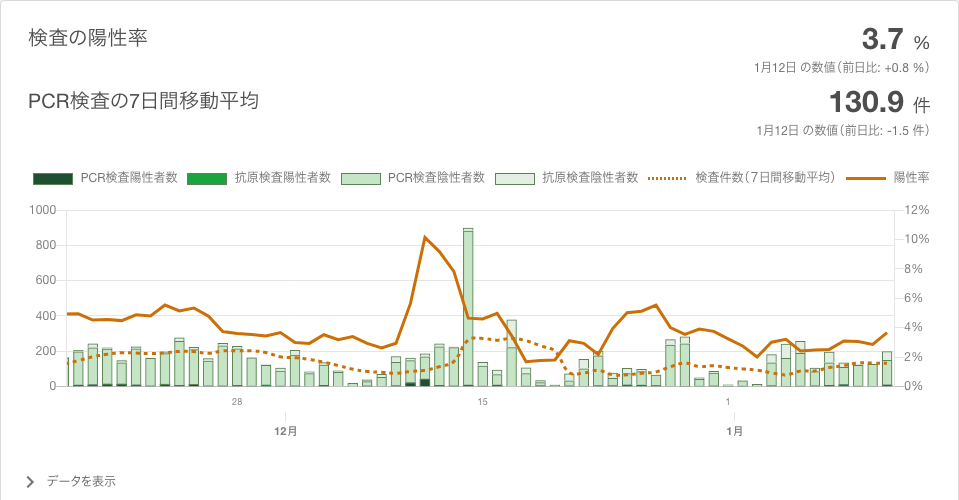 検査の陽性率
3.7 %
1月12日 の数値（前日比: +0.8 %）
PCR検査の7日間移動平均
130.9 件
1月12日 の数値（前日比: -1.5 件）
PCR検査陽性者数 抗原検査陽性者数 PCR検査陰性者数 抗原検査陰性者数 検査件数（7日間移動平均） 陽性率
1000 12%
800 10%
600 8%
400 6%
200 4%
0 2%
0%
28 15 1
12月 1月
データを表示